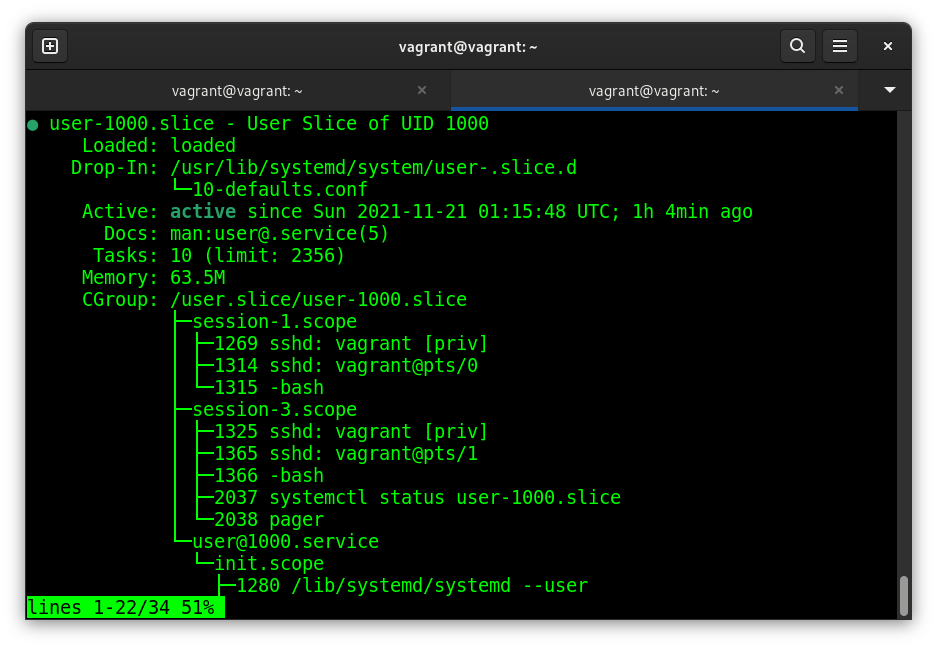 vagrant@vagrant: ~
vagrant@vagrant: ~
vagrant@vagrant: ~
● user-1000.slice - User Slice of UID 1000
     Loaded: loaded
    Drop-In: /usr/lib/systemd/system/user-.slice.d
             └─10-defaults.conf
     Active: active since Sun 2021-11-21 01:15:48 UTC; 1h 4min ago
       Docs: man:user@.service(5)
      Tasks: 10 (limit: 2356)
     Memory: 63.5M
     CGroup: /user.slice/user-1000.slice
             ├─session-1.scope
             │ ├─1269 sshd: vagrant [priv]
             │ ├─1314 sshd: vagrant@pts/0
             │ └─1315 -bash
             ├─session-3.scope
             │ ├─1325 sshd: vagrant [priv]
             │ ├─1365 sshd: vagrant@pts/1
             │ ├─1366 -bash
             │ ├─2037 systemctl status user-1000.slice
             │ └─2038 pager
             └─user@1000.service
               └─init.scope
                 ├─1280 /lib/systemd/systemd --user
lines 1-22/34 51%